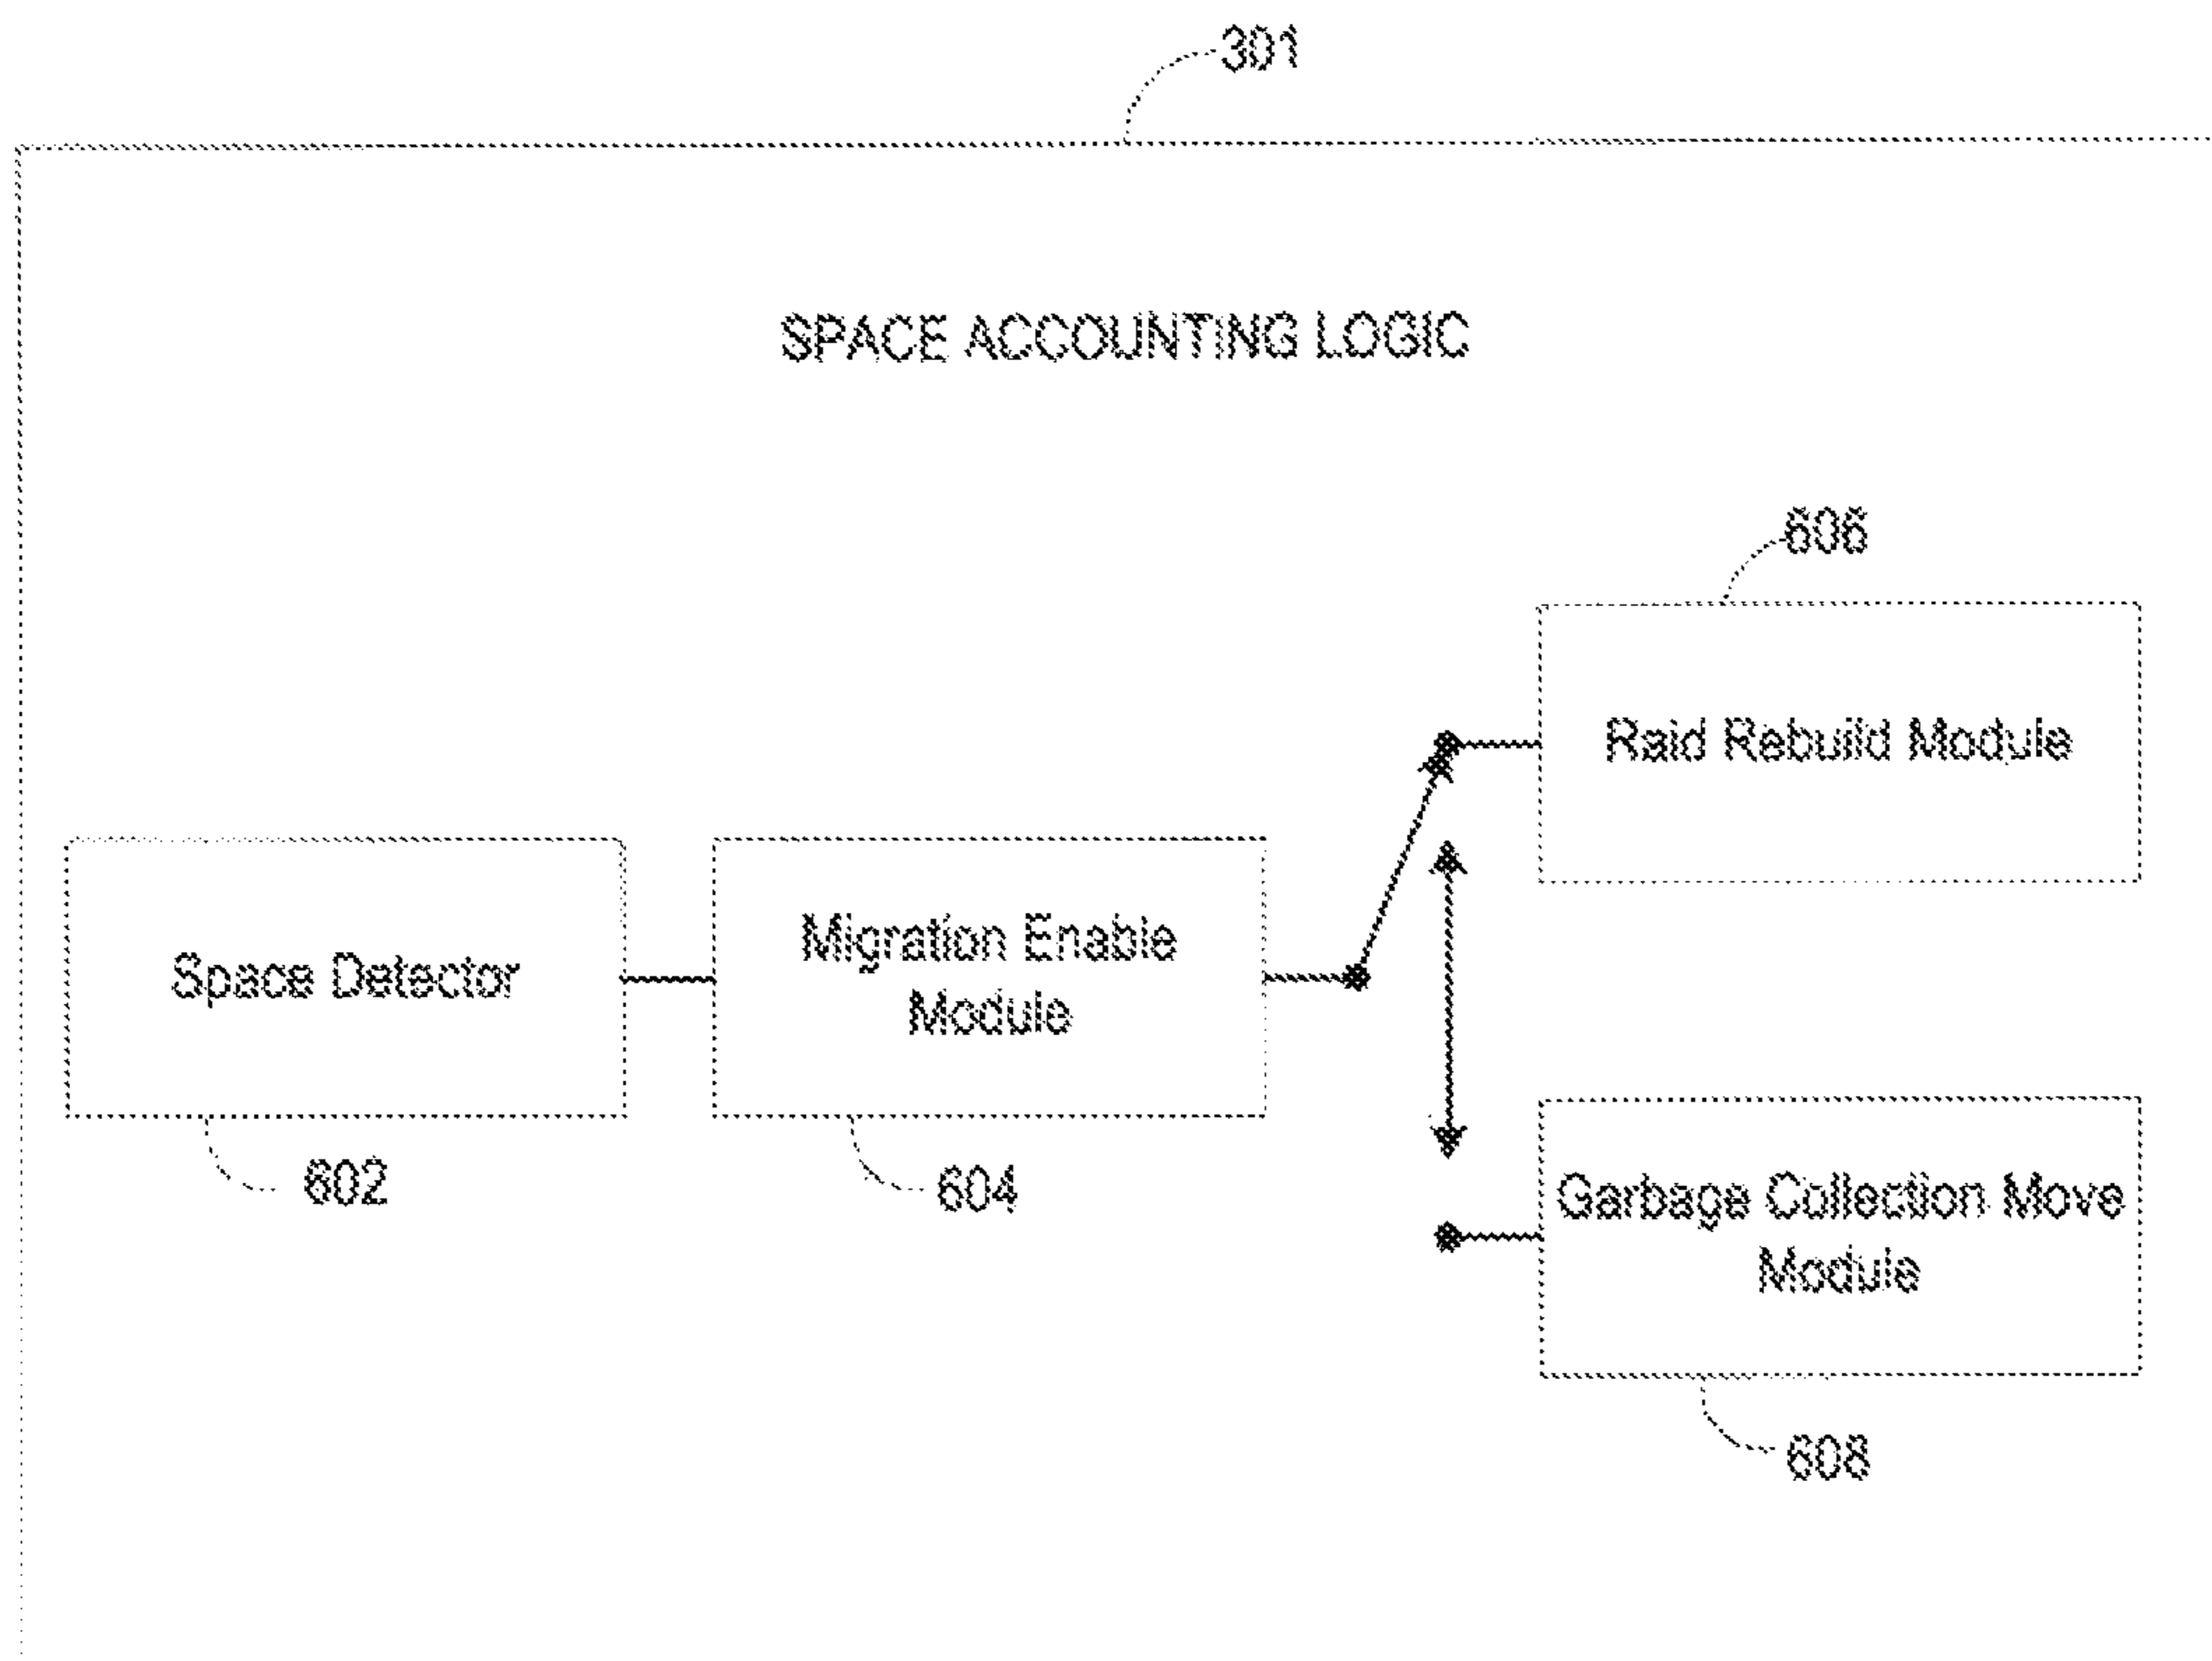 301
SPACE ACCOUNTING LOGIC
606
Raid Rebuild Module
Space Detector
Migration Enable
Module
602
604
Garbage Collection Move
Module
608